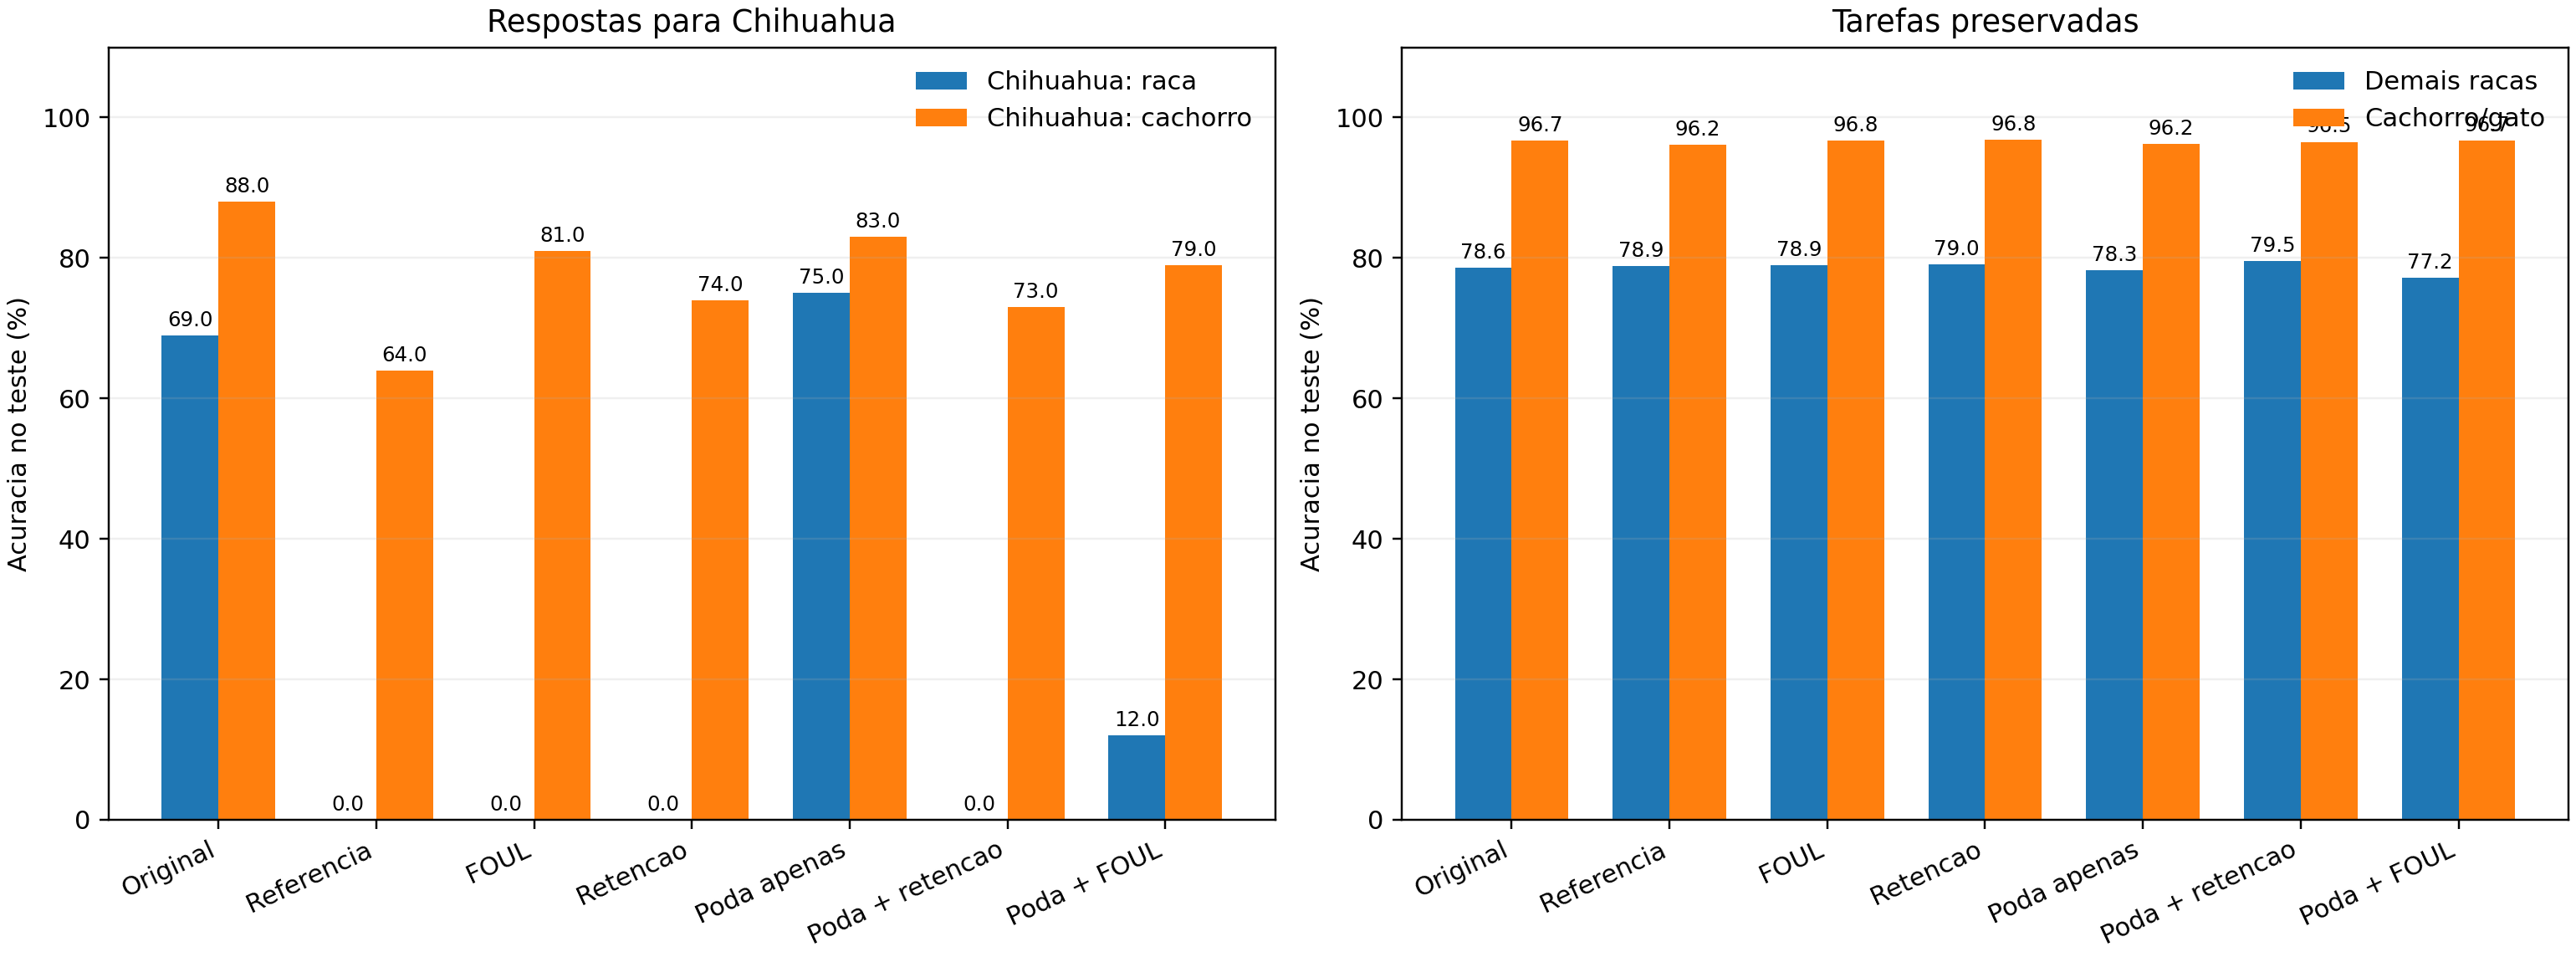 Respostas para Chihuahua
Acuracia no teste (%)
100
80
60
40
20
0
Chihuahua: raca
Chihuahua: cachorro
69.0
88.0
0.0
64.0
0.0
81.0
0.0
74.0
75.0
83.0
0.0
73.0
12.0
79.0
Original
Referencia
FOUL
Retencao
Poda apenas
Poda + retencao
Poda + FOUL
Tarefas preservadas
Acuracia no teste (%)
100
80
60
40
20
0
Demais racas
Cachorro/gato
78.6
96.7
78.9
96.2
78.9
96.8
79.0
96.8
78.3
96.2
79.5
96.5
77.2
96.7
Original
Referencia
FOUL
Retencao
Poda apenas
Poda + retencao
Poda + FOUL